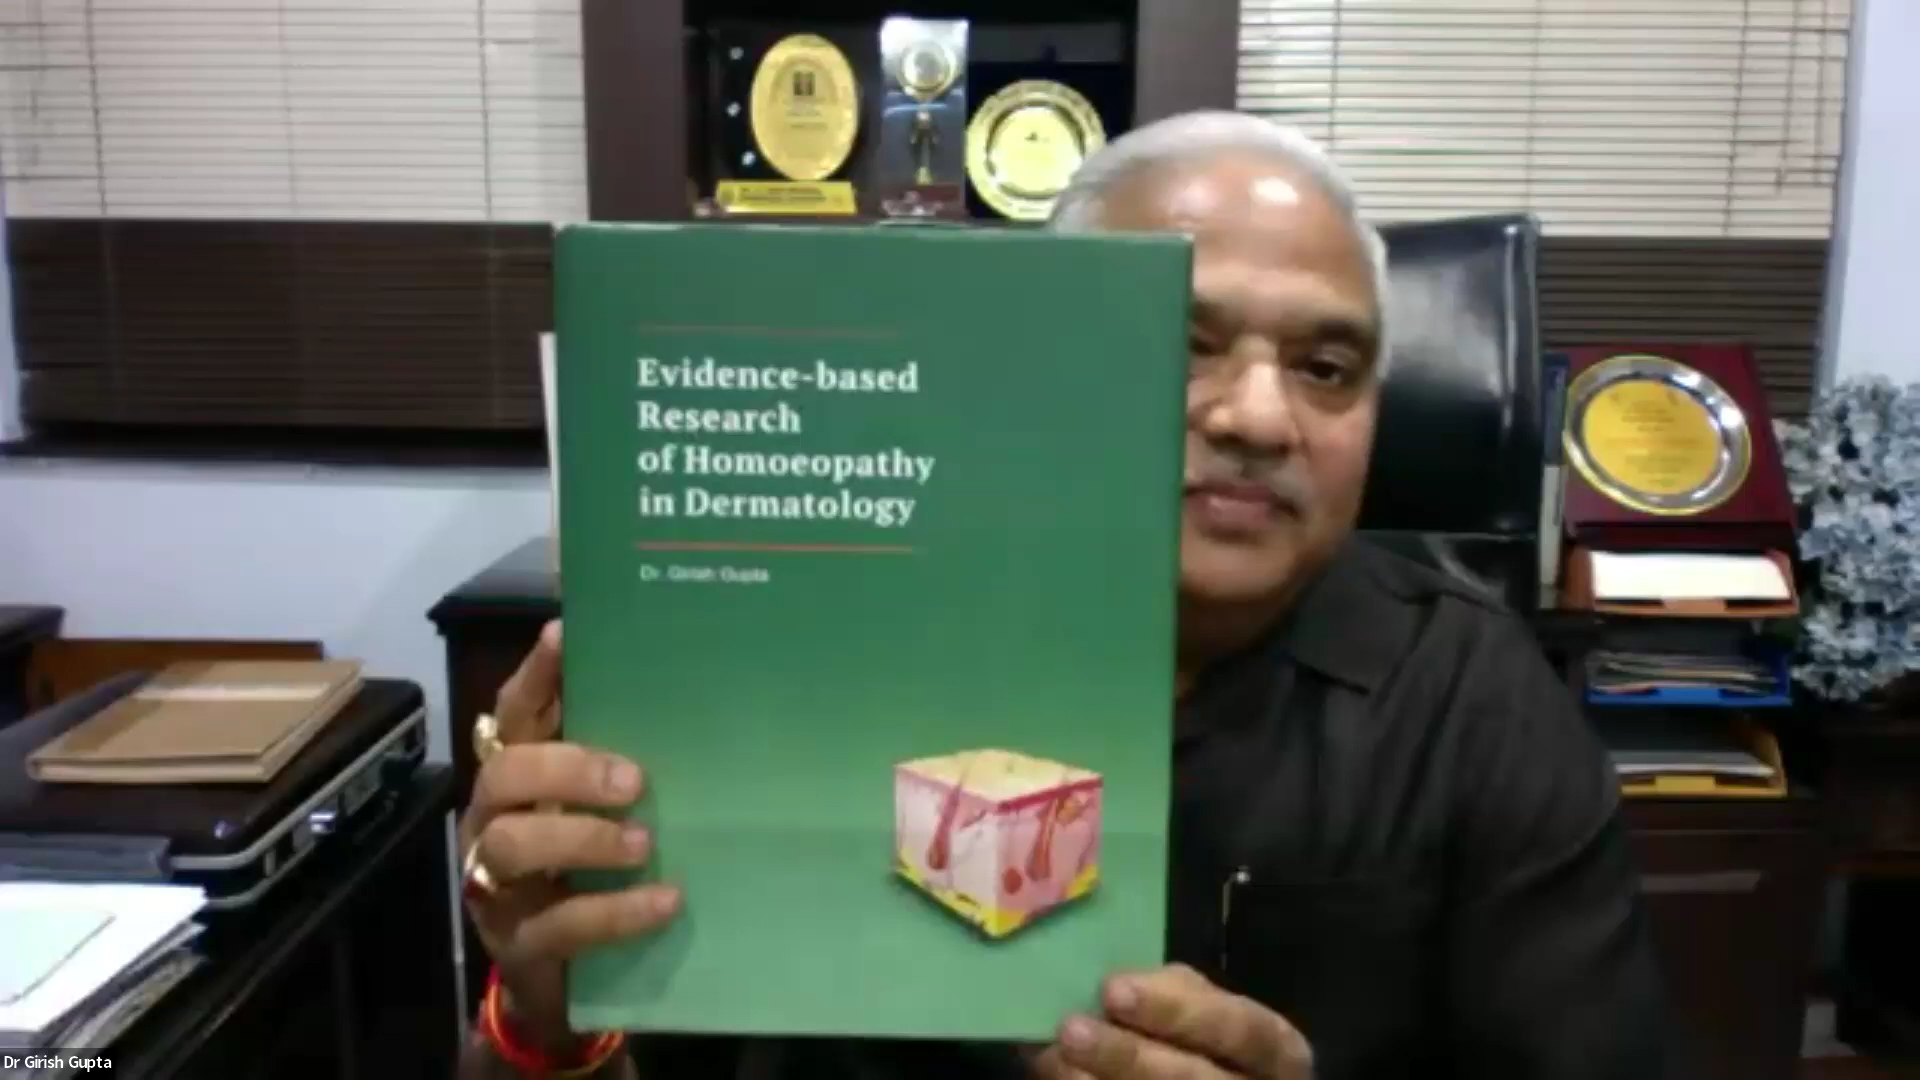 Evidence-based
Research
of Homoeopathy
in Dermatology
Dr. Girish Gupta
Dr Girish Gupta